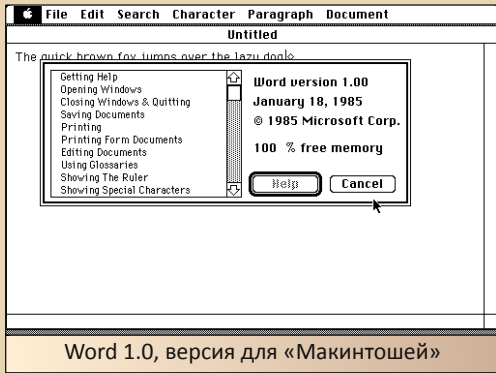 File Edit Search Character Paragraph Document
Untitled
The quick brown fox jumps over the lazy dog
Getting Help
Opening Windows
Closing Windows & Quitting
Saving Documents
Printing
Printing Form Documents
Editing Documents
Using Glossaries
Showing The Ruler
Showing Special Characters
Word version 1.00
January 18, 1985
© 1985 Microsoft Corp.
100 % free memory
Help Cancel
Word 1.0, версия для «Макинтошей»